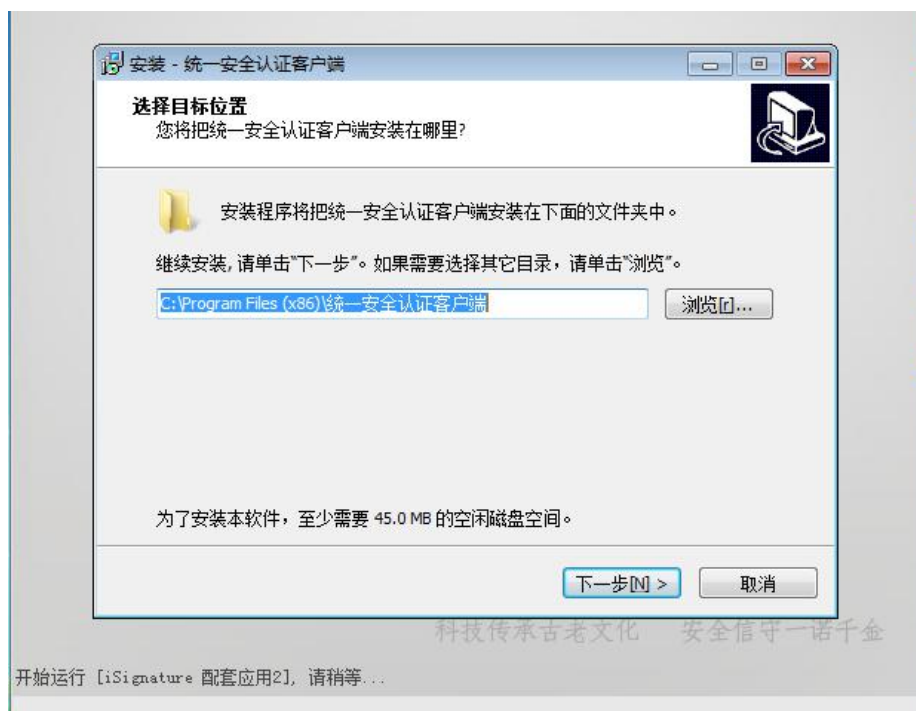 安装 - 统一安全认证客户端
选择目标位置
您将把统一安全认证客户端安装在哪里?
安装程序将把统一安全认证客户端安装在下面的文件夹中。
继续安装,请单击"下一步"。如果需要选择其它目录，请单击"浏览"。
C:\Program Files (x86)\统一安全认证客户端
浏览[r]...
为了安装本软件，至少需要 45.0 MB 的空闲磁盘空间。
下一步[N] >
取消
科技传承古老文化 安全信守一诺千金
开始运行 [iSignature 配套应用2], 请稍等...